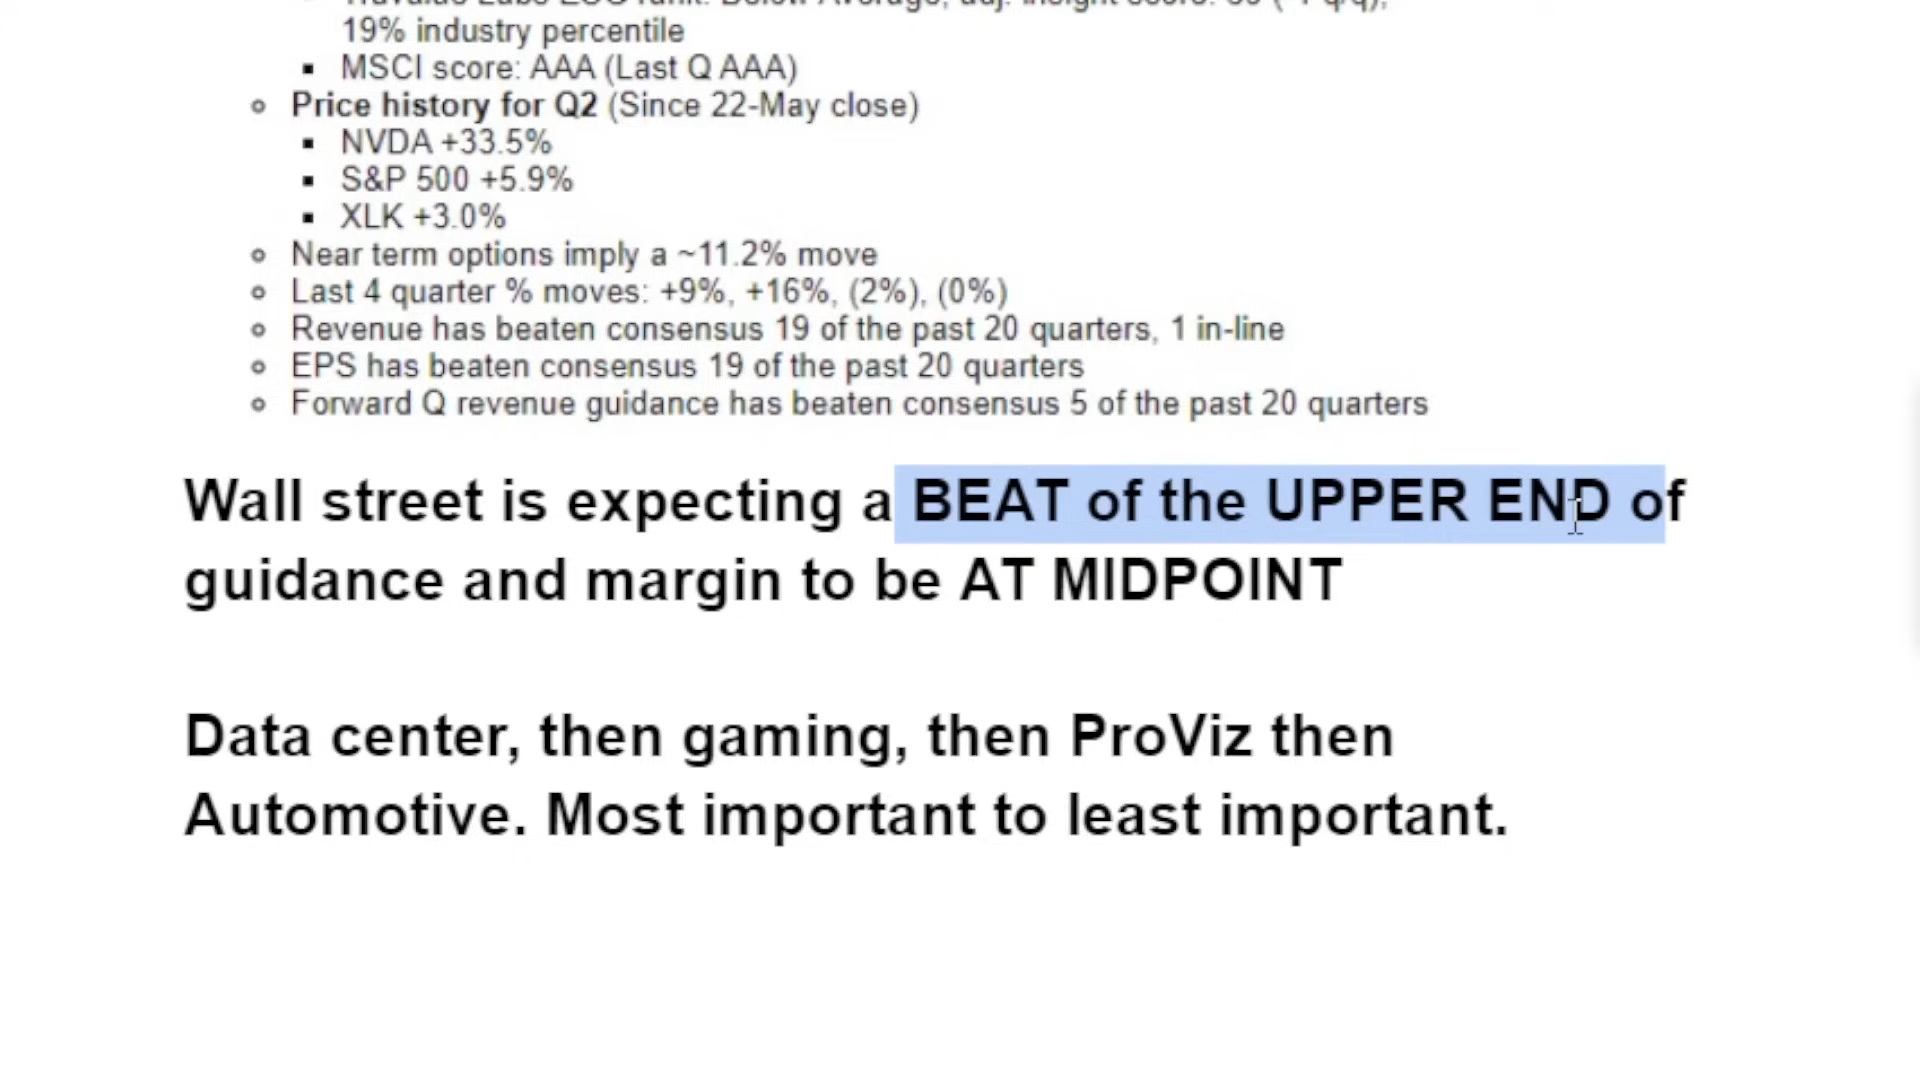 19% industry percentile
▪ MSCI score: AAA (Last Q AAA)
○ Price history for Q2 (Since 22-May close)
▪ NVDA +33.5%
▪ S&P 500 +5.9%
▪ XLK +3.0%
○ Near term options imply a ~11.2% move
○ Last 4 quarter % moves: +9%, +16%, (2%), (0%)
○ Revenue has beaten consensus 19 of the past 20 quarters, 1 in-line
○ EPS has beaten consensus 19 of the past 20 quarters
○ Forward Q revenue guidance has beaten consensus 5 of the past 20 quarters
Wall street is expecting a BEAT of the UPPER END of
guidance and margin to be AT MIDPOINT
Data center, then gaming, then ProViz then
Automotive. Most important to least important.